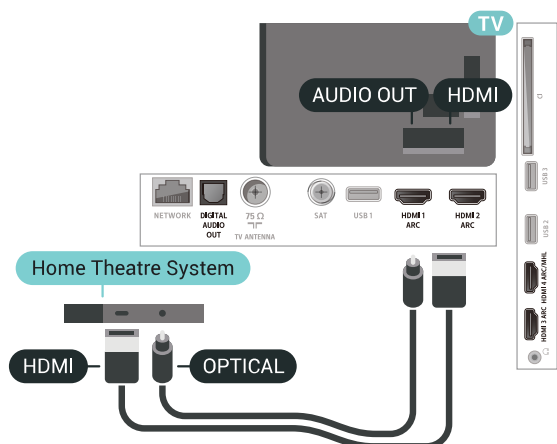 TV
AUDIO OUT
HDMI
CI
USB 3
USB 2
HDMI 4 ARC/MHL
HDMI 3 ARC
NETWORK
DIGITAL
AUDIO
OUT
75 Ω
TV ANTENNA
SAT
USB 1
HDMI 1
ARC
HDMI 2
ARC
Home Theatre System
HDMI
OPTICAL